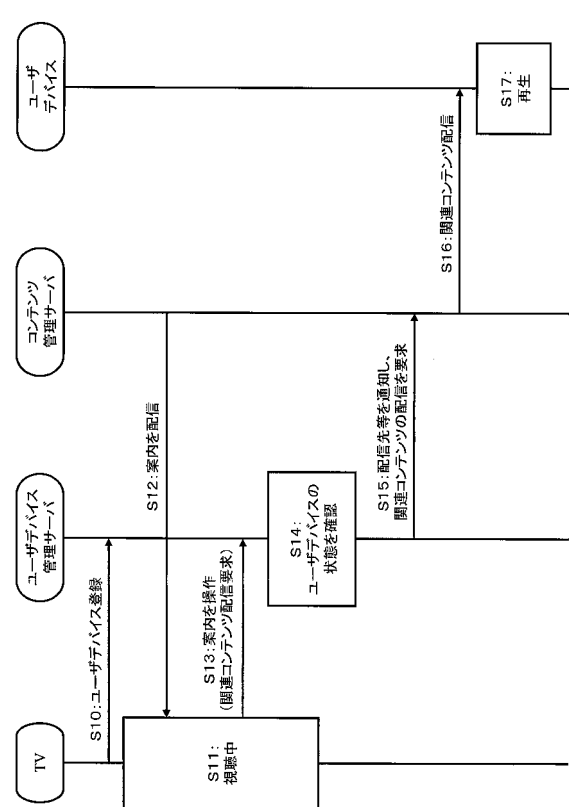 TV
ユーザデバイス
管理サーバ
コンテンツ
管理サーバ
ユーザ
デバイス
S10:ユーザデバイス登録
S11:
視聴中
S12:案内を配信
S13:案内を操作
(関連コンテンツ配信要求)
S14:
ユーザデバイスの
状態を確認
S15:配信先等を通知し、
関連コンテンツの配信を要求
S16:関連コンテンツ配信
S17:
再生